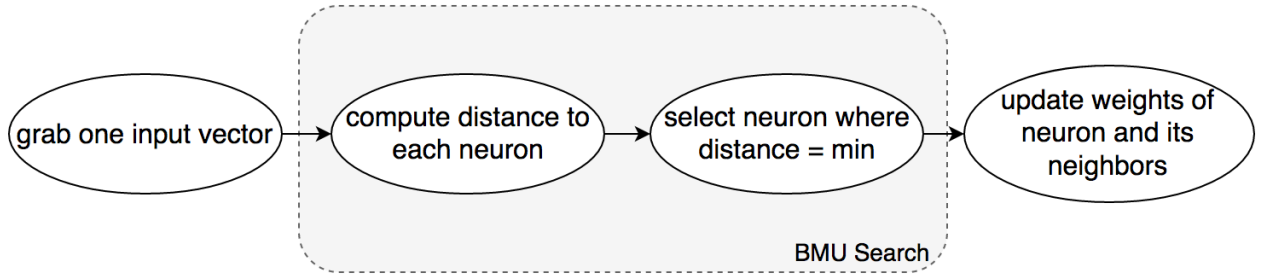 grab one input vector
compute distance to
each neuron
select neuron where
distance = min
update weights of
neuron and its
neighbors
BMU Search